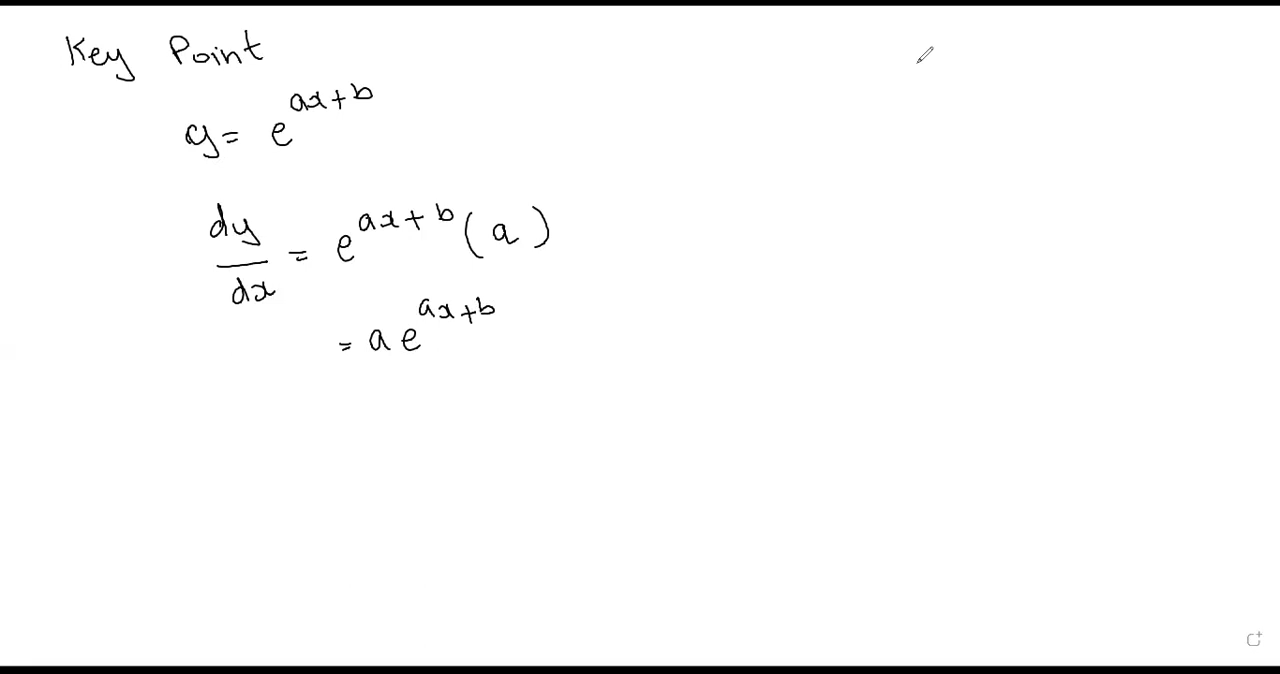 Key Point
y = e^{ax+b}
dy/dx = e^{ax+b} (a)
= a e^{ax+b}